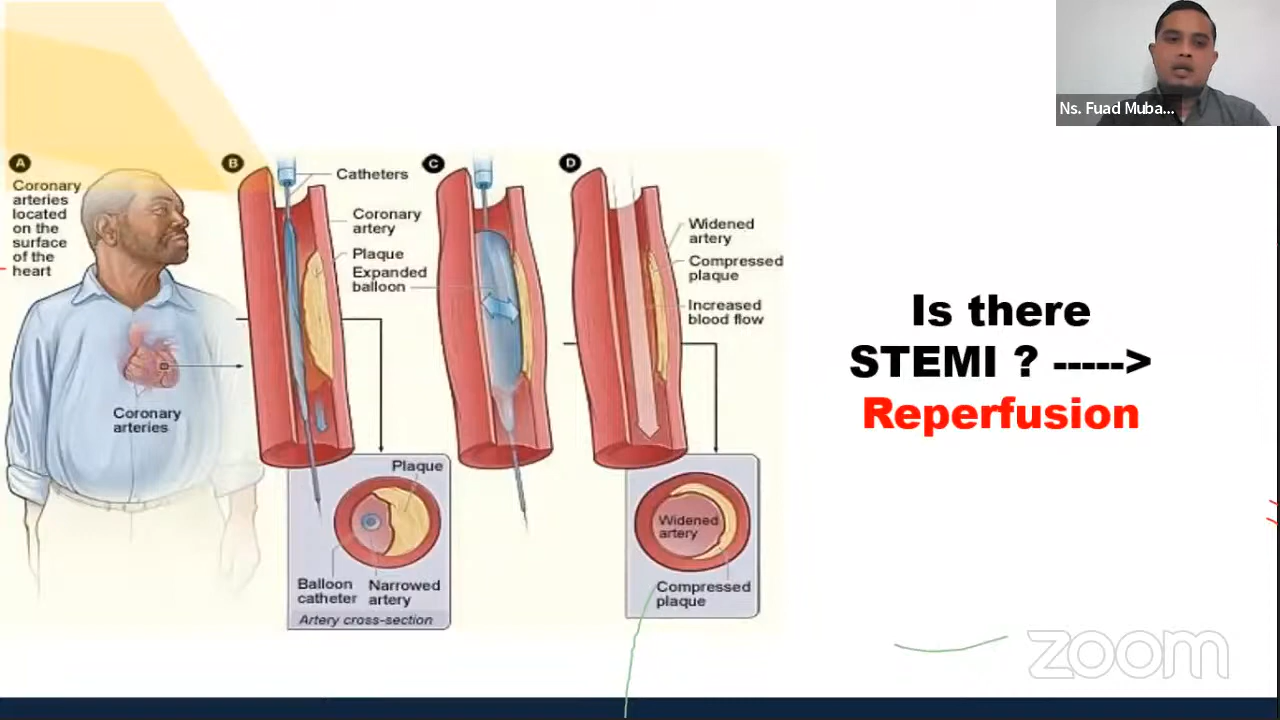 Ns. Fuad Muba...
A
Coronary
arteries
located
on the
surface
of the
heart
Coronary
arteries
B
Catheters
Coronary
artery
Plaque
Expanded
balloon
Plaque
Balloon
catheter
Narrowed
artery
Artery cross-section
C
D
Widened
artery
Compressed
plaque
Increased
blood flow
Widened
artery
Compressed
plaque
Is there
STEMI ? ----->
Reperfusion
zoom